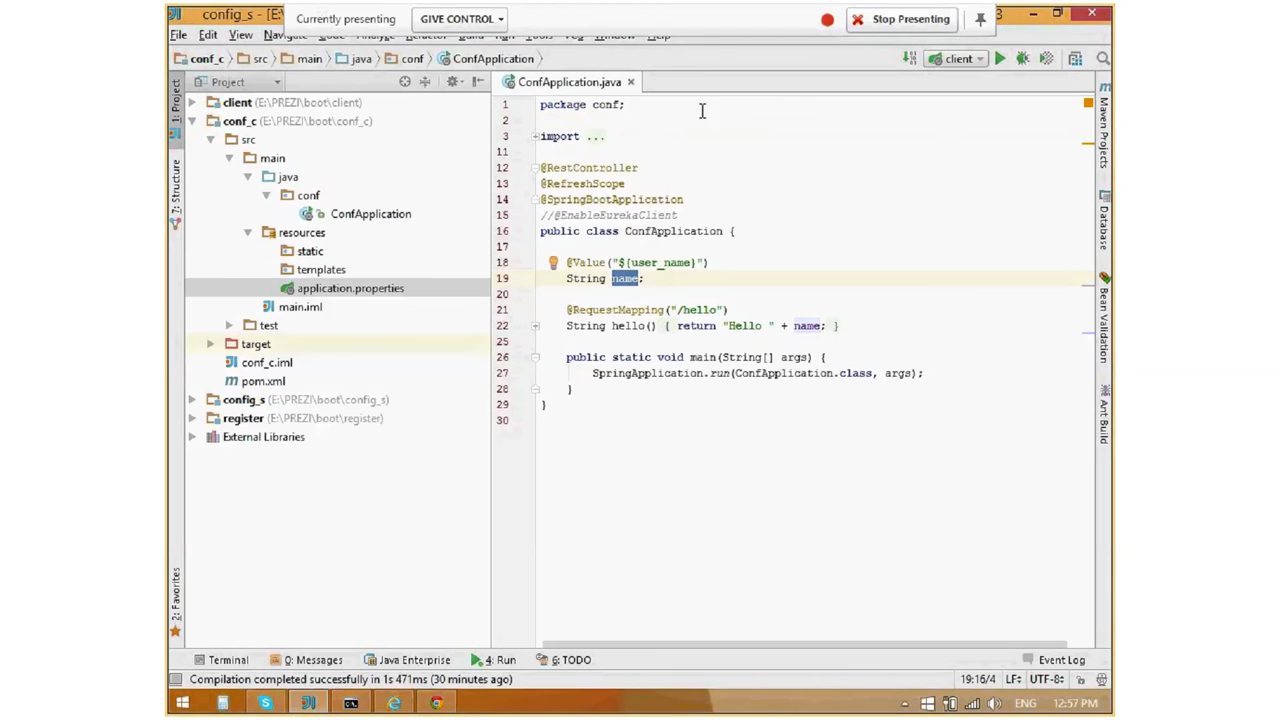 config_s - [E:
Currently presenting
GIVE CONTROL
Stop Presenting
File Edit View
conf_c src main java conf ConfApplication
client
Project
ConfApplication.java
1: Project
7: Structure
2: Favorites
client (E:\PREZI\boot\client)
conf_c (E:\PREZI\boot\conf_c)
src
main
java
conf
ConfApplication
resources
static
templates
application.properties
main.iml
test
target
conf_c.iml
pom.xml
config_s (E:\PREZI\boot\config_s)
register (E:\PREZI\boot\register)
External Libraries
1 package conf;
2
3 import ...
11
12 @RestController
13 @RefreshScope
14 @SpringBootApplication
15 //@EnableEurekaClient
16 public class ConfApplication {
17
18 @Value("${user_name}")
19 String name;
20
21 @RequestMapping("/hello")
22 String hello() { return "Hello " + name; }
25
26 public static void main(String[] args) {
27 SpringApplication.run(ConfApplication.class, args);
28 }
29 }
30
Maven Projects
Database
Bean Validation
Ant Build
Terminal 0: Messages Java Enterprise 4: Run 6: TODO Event Log
Compilation completed successfully in 1s 471ms (30 minutes ago) 19:16/4 LF÷ UTF-8÷
ENG 12:57 PM